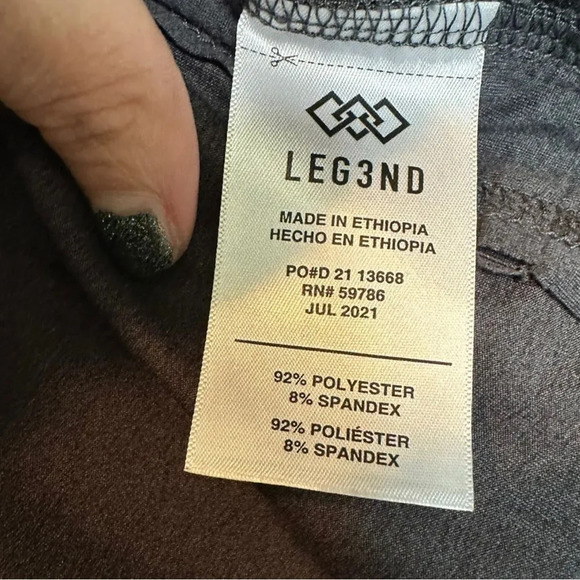 LEG3ND
MADE IN ETHIOPIA
HECHO EN ETHIOPIA
PO#D 21 13668
RN# 59786
JUL 2021
92% POLYESTER
8% SPANDEX
92% POLIÉSTER
8% SPANDEX